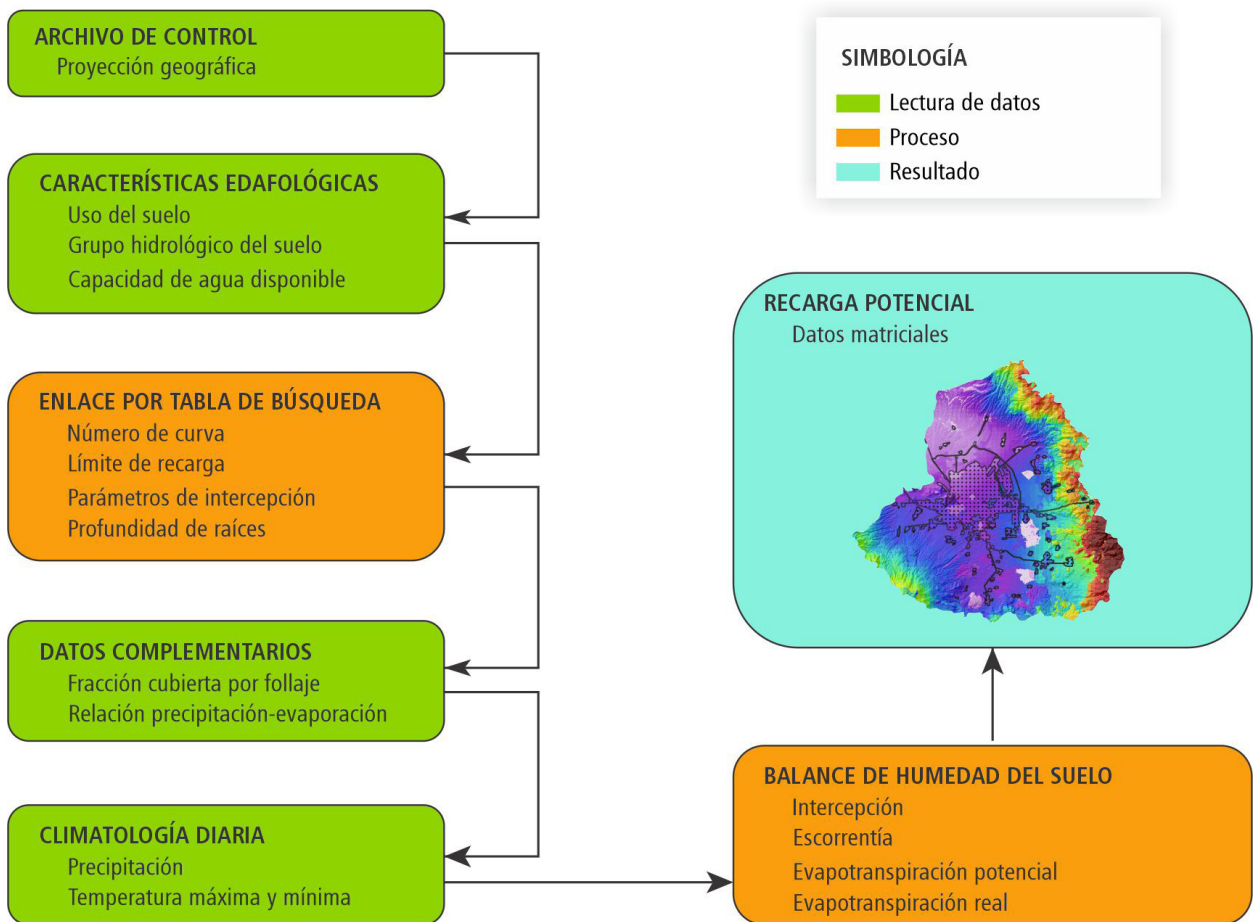 ARCHIVO DE CONTROL
Proyección geográfica
CARACTERÍSTICAS EDAFOLÓGICAS
Uso del suelo
Grupo hidrológico del suelo
Capacidad de agua disponible
ENLACE POR TABLA DE BÚSQUEDA
Número de curva
Límite de recarga
Parámetros de intercepción
Profundidad de raíces
DATOS COMPLEMENTARIOS
Fracción cubierta por follaje
Relación precipitación-evaporación
CLIMATOLOGÍA DIARIA
Precipitación
Temperatura máxima y mínima
SIMBOLOGÍA
Lectura de datos
Proceso
Resultado
RECARGA POTENCIAL
Datos matriciales
BALANCE DE HUMEDAD DEL SUELO
Intercepción
Escorrentía
Evapotranspiración potencial
Evapotranspiración real